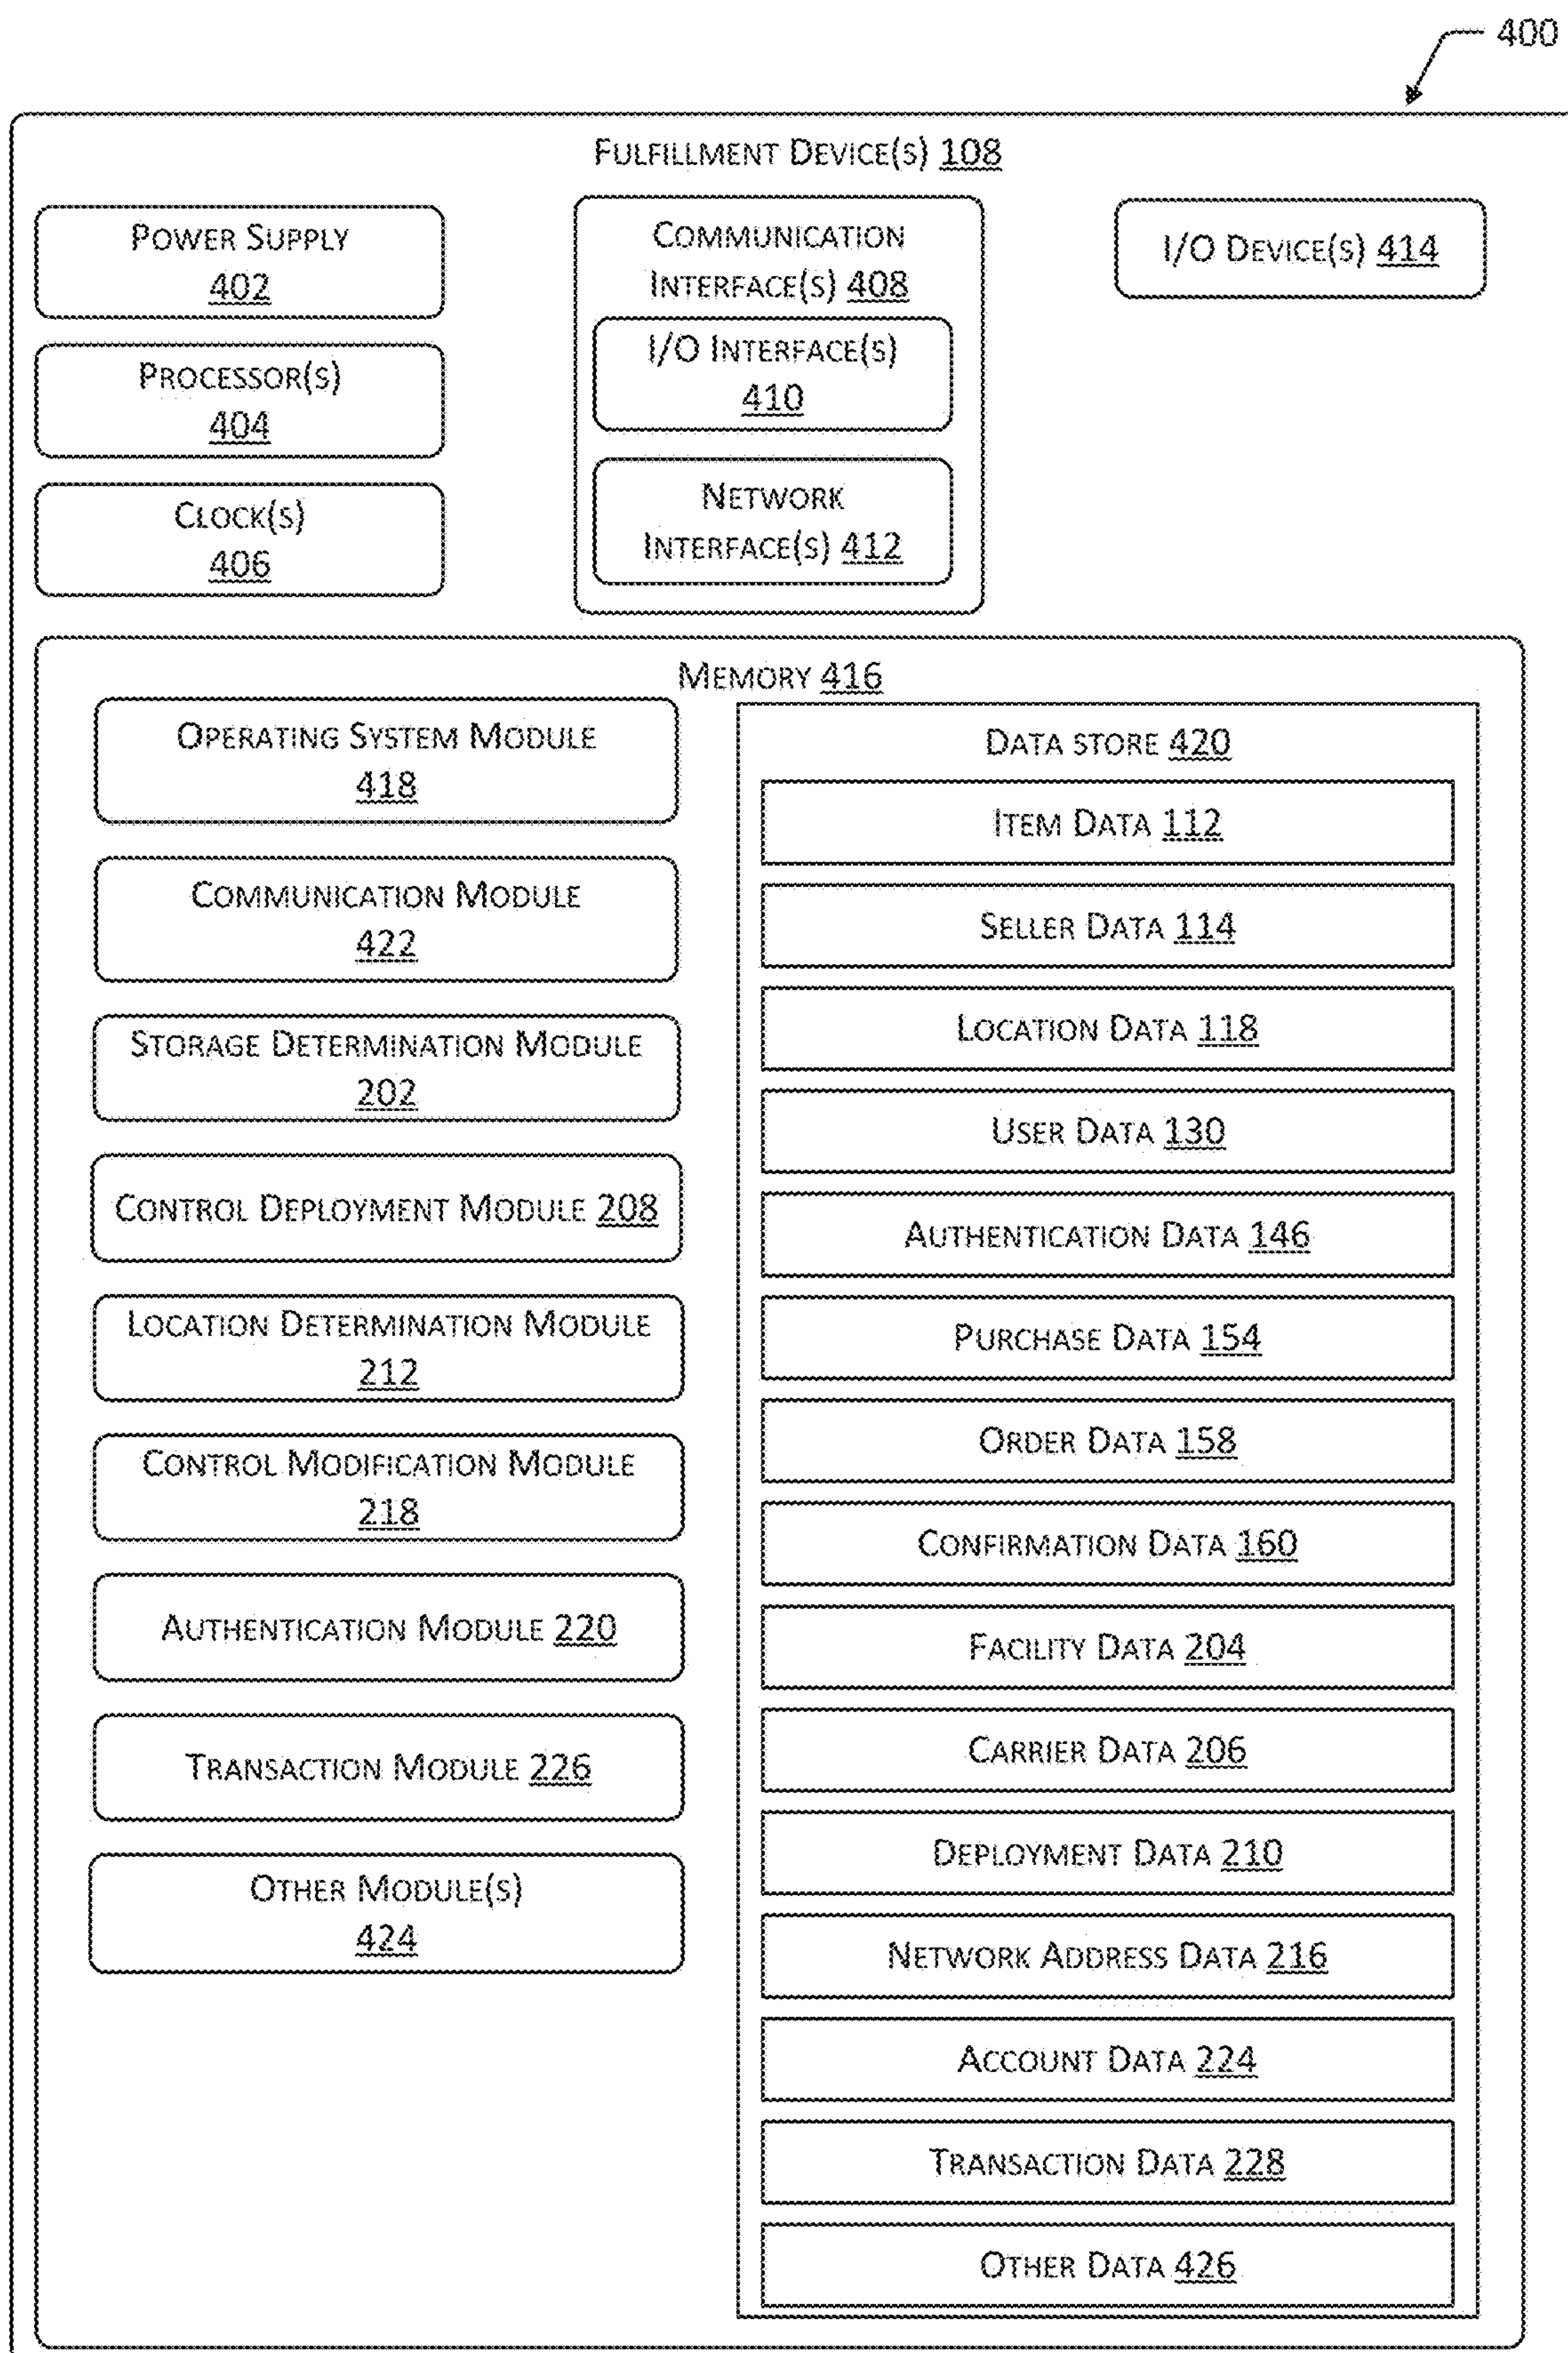 400
Fulfillment Device(s) 108
Power Supply
402
Processor(s)
404
Clock(s)
406
Communication
Interface(s) 408
I/O Interface(s)
410
Network
Interface(s) 412
I/O Device(s) 414
Memory 416
Operating System Module
418
Communication Module
422
Storage Determination Module
202
Control Deployment Module 208
Location Determination Module
212
Control Modification Module
218
Authentication Module 220
Transaction Module 226
Other Module(s)
424
Data store 420
Item Data 112
Seller Data 114
Location Data 118
User Data 130
Authentication Data 146
Purchase Data 154
Order Data 158
Confirmation Data 160
Facility Data 204
Carrier Data 206
Deployment Data 210
Network Address Data 216
Account Data 224
Transaction Data 228
Other Data 426